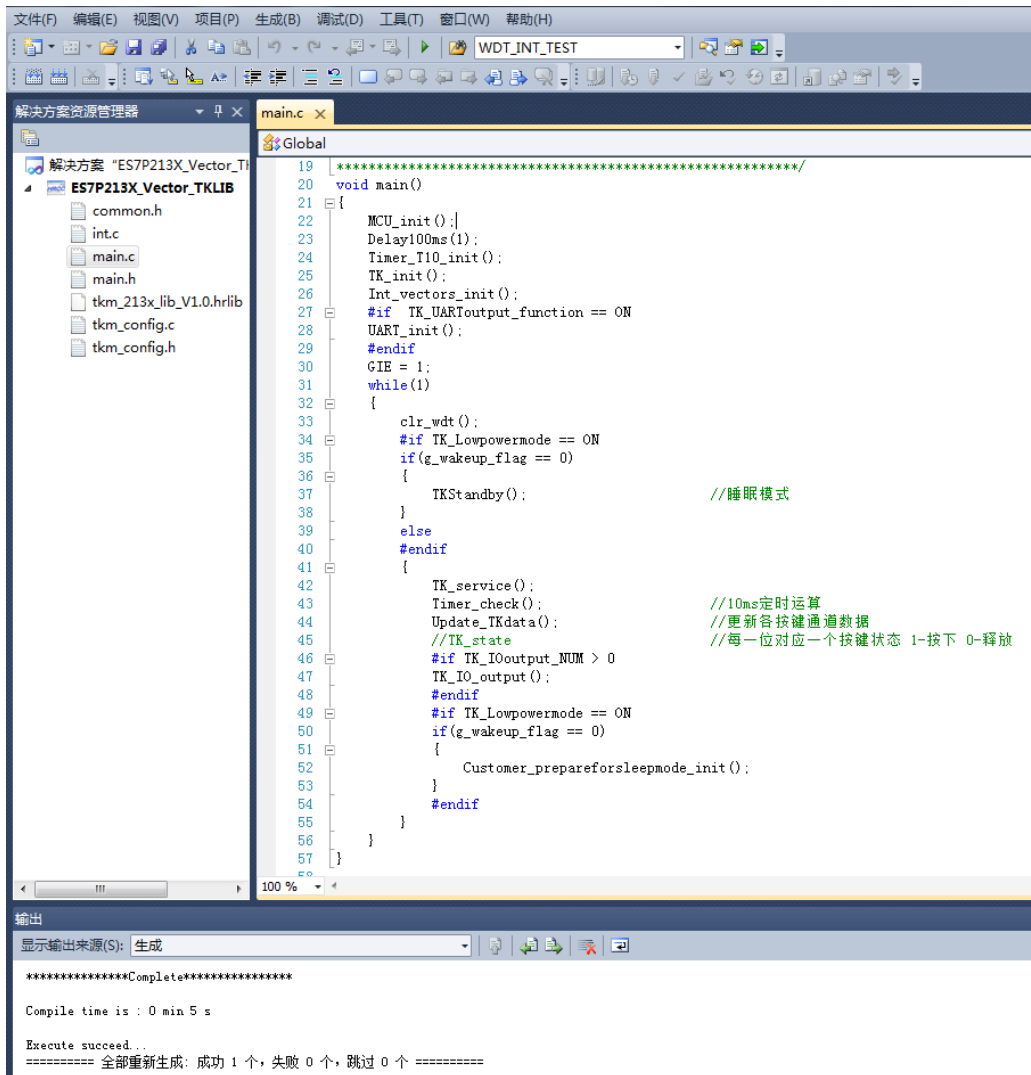 文件(F) 编辑(E) 视图(V) 项目(P) 生成(B) 调试(D) 工具(T) 窗口(W) 帮助(H)
WDT_INT_TEST
解决方案资源管理器
main.c
Global
解决方案“ES7P213X_Vector_Tl
ES7P213X_Vector_TKLIB
common.h
int.c
main.c
main.h
tkm_213x_lib_V1.0.hrlib
tkm_config.c
tkm_config.h
19 **********************************************************/
20 void main()
21 {
22 MCU_init();
23 Delay100ms(1);
24 Timer_T10_init();
25 TK_init();
26 Int_vectors_init();
27 #if TK_UARToutput_function == ON
28 UART_init();
29 #endif
30 GIE = 1;
31 while(1)
32 {
33 clr_wdt();
34 #if TK_Lowpowermode == ON
35 if(g_wakeup_flag == 0)
36 {
37 TKStandby(); //睡眠模式
38 }
39 else
40 #endif
41 {
42 TK_service();
43 Timer_check(); //10ms定时运算
44 Update_TKdata(); //更新各按键通道数据
45 //TK_state //每一位对应一个按键状态 1-按下 0-释放
46 #if TK_IOoutput_NUM > 0
47 TK_IO_output();
48 #endif
49 #if TK_Lowpowermode == ON
50 if(g_wakeup_flag == 0)
51 {
52 Customer_prepareforsleepmode_init();
53 }
54 #endif
55 }
56 }
57 }
100 %
输出
显示输出来源(S): 生成
***************Complete****************
Compile time is : 0 min 5 s
Execute succeed...
========== 全部重新生成: 成功 1 个，失败 0 个，跳过 0 个 ==========